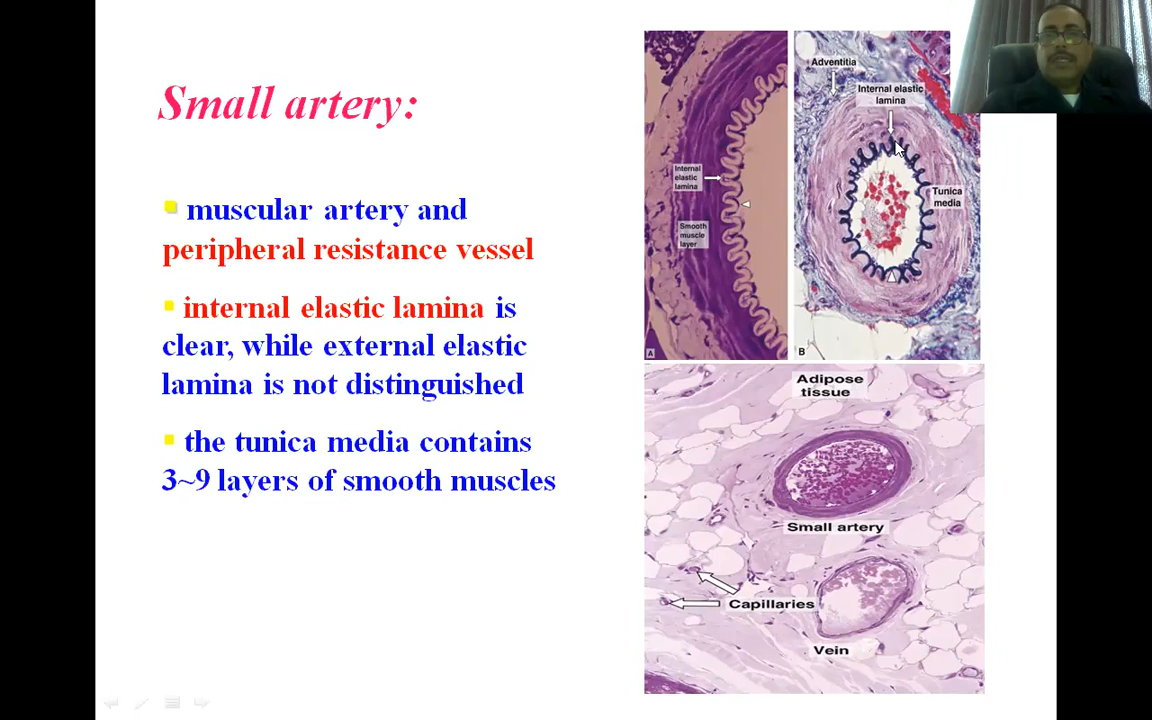 Small artery:
muscular artery and
peripheral resistance vessel
internal elastic lamina is
clear, while external elastic
lamina is not distinguished
the tunica media contains
3~9 layers of smooth muscles
Internal
elastic
lamina
Smooth
muscle
layer
A
Adventitia
Internal elastic
lamina
Tunica
media
B
Adipose
tissue
Small artery
Capillaries
Vein